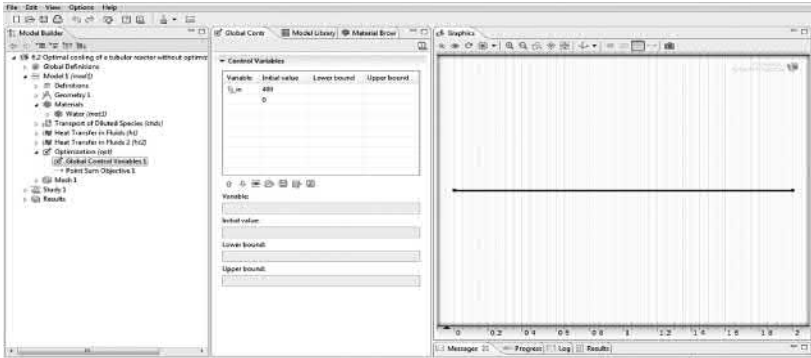 File Edit View Options Help
Model Builder
6.2 Optimal cooling of a tubular reactor without optimiz
Global Definitions
Model 1 (mod1)
Definitions
Geometry 1
Materials
Water (mat1)
Transport of Diluted Species (chds)
Heat Transfer in Fluids (ht)
Heat Transfer in Fluids 2 (ht2)
Optimization (opt)
Global Control Variables 1
Point Sum Objective 1
Mesh 1
Study 1
Results
Global Contr
Model Library
Material Brow
Control Variables
Variable Initial value Lower bound Upper bound
Tj_in 400
0
Variable:
Initial value:
Lower bound:
Upper bound:
Graphics
0 0.2 0.4 0.6 0.8 1 1.2 1.4 1.6 1.8 2
Messages Progress Log Results